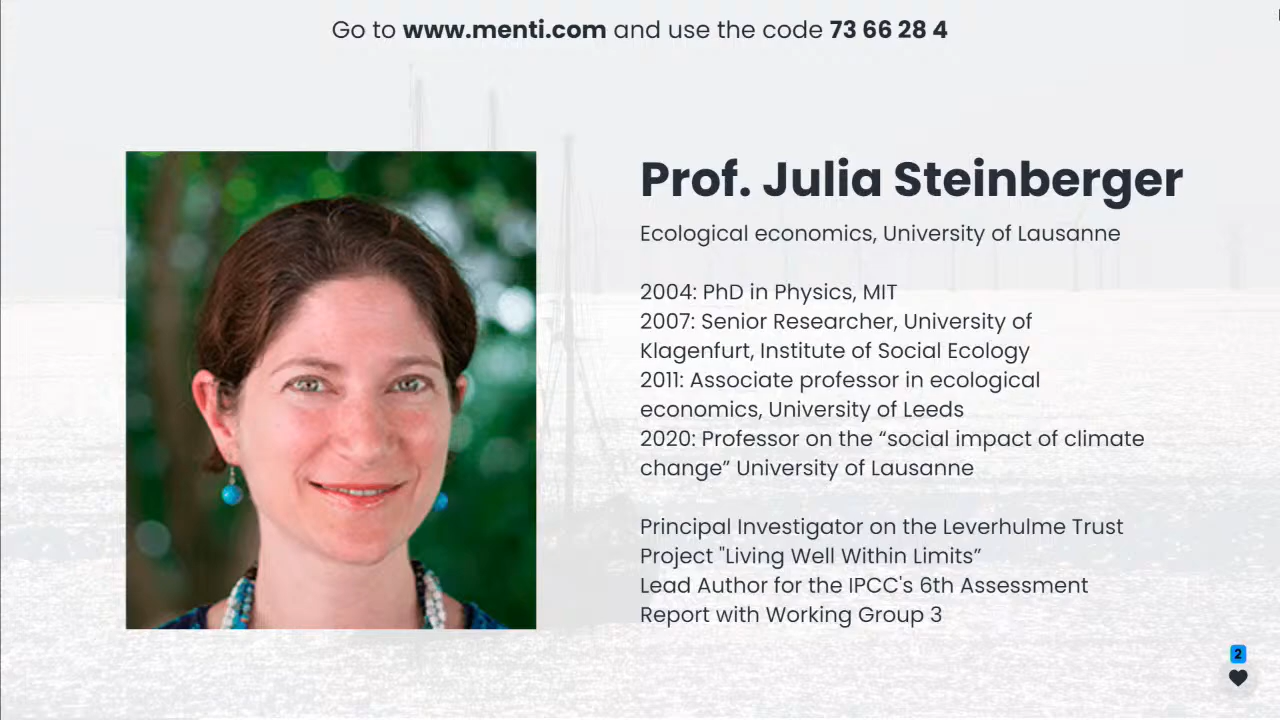 Go to www.menti.com and use the code 73 66 28 4
Prof. Julia Steinberger
Ecological economics, University of Lausanne
2004: PhD in Physics, MIT
2007: Senior Researcher, University of
Klagenfurt, Institute of Social Ecology
2011: Associate professor in ecological
economics, University of Leeds
2020: Professor on the “social impact of climate
change” University of Lausanne
Principal Investigator on the Leverhulme Trust
Project "Living Well Within Limits”
Lead Author for the IPCC's 6th Assessment
Report with Working Group 3
2